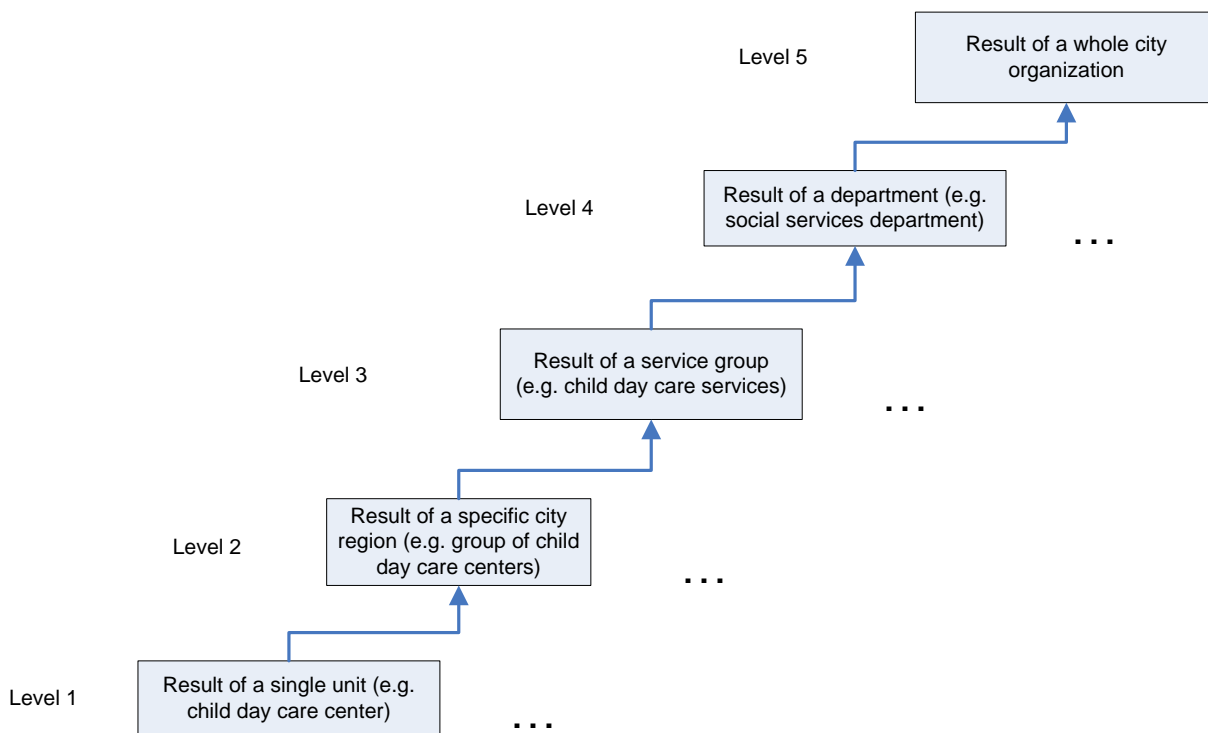 Level 5
Result of a whole city
organization
Level 4
Result of a department (e.g.
social services department)
...
Level 3
Result of a service group
(e.g. child day care services)
...
Level 2
Result of a specific city
region (e.g. group of child
day care centers)
...
Level 1
Result of a single unit (e.g.
child day care center)
...